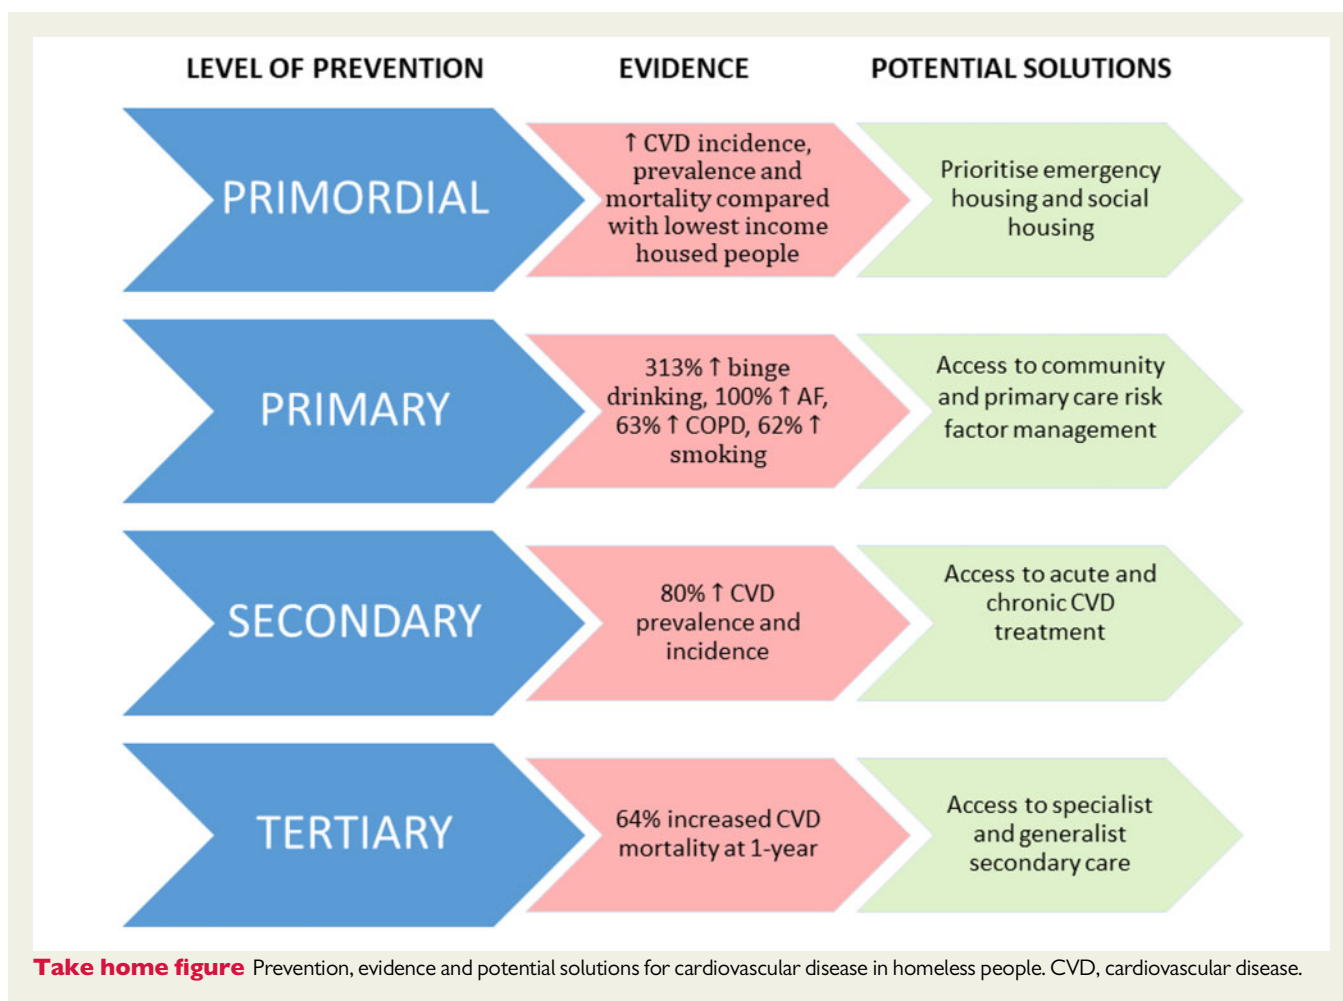 LEVEL OF PREVENTION EVIDENCE POTENTIAL SOLUTIONS
PRIMORDIAL
↑ CVD incidence,
prevalence and
mortality compared
with lowest income
housed people
Prioritise emergency
housing and social
housing
PRIMARY
313% ↑ binge
drinking, 100% ↑ AF,
63% ↑ COPD, 62% ↑
smoking
Access to community
and primary care risk
factor management
SECONDARY
80% ↑ CVD
prevalence and
incidence
Access to acute and
chronic CVD
treatment
TERTIARY
64% increased CVD
mortality at 1-year
Access to specialist
and generalist
secondary care
Take home figure Prevention, evidence and potential solutions for cardiovascular disease in homeless people. CVD, cardiovascular disease.